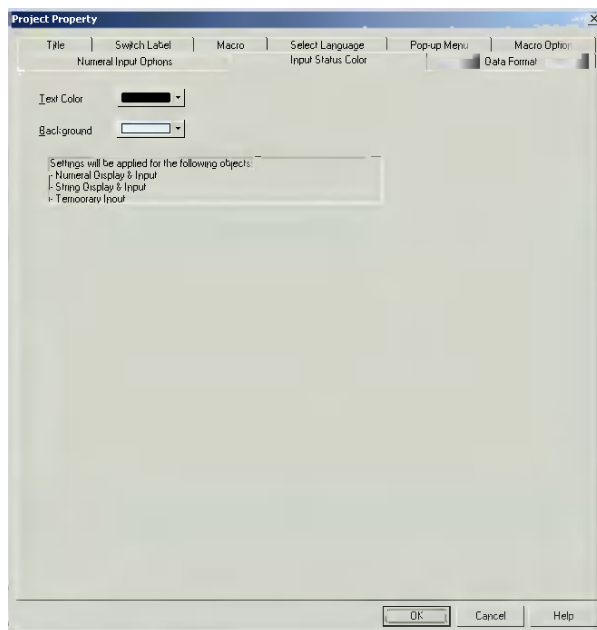 Project Property
Title Switch Label Macro Select Language Pop-up Menu Macro Option
Numeral Input Options Input Status Color Data Format
Text Color
Background
Settings will be applied for the following objects:
- Numeral Display & Input
- String Display & Input
- Temporary Input
OK Cancel Help